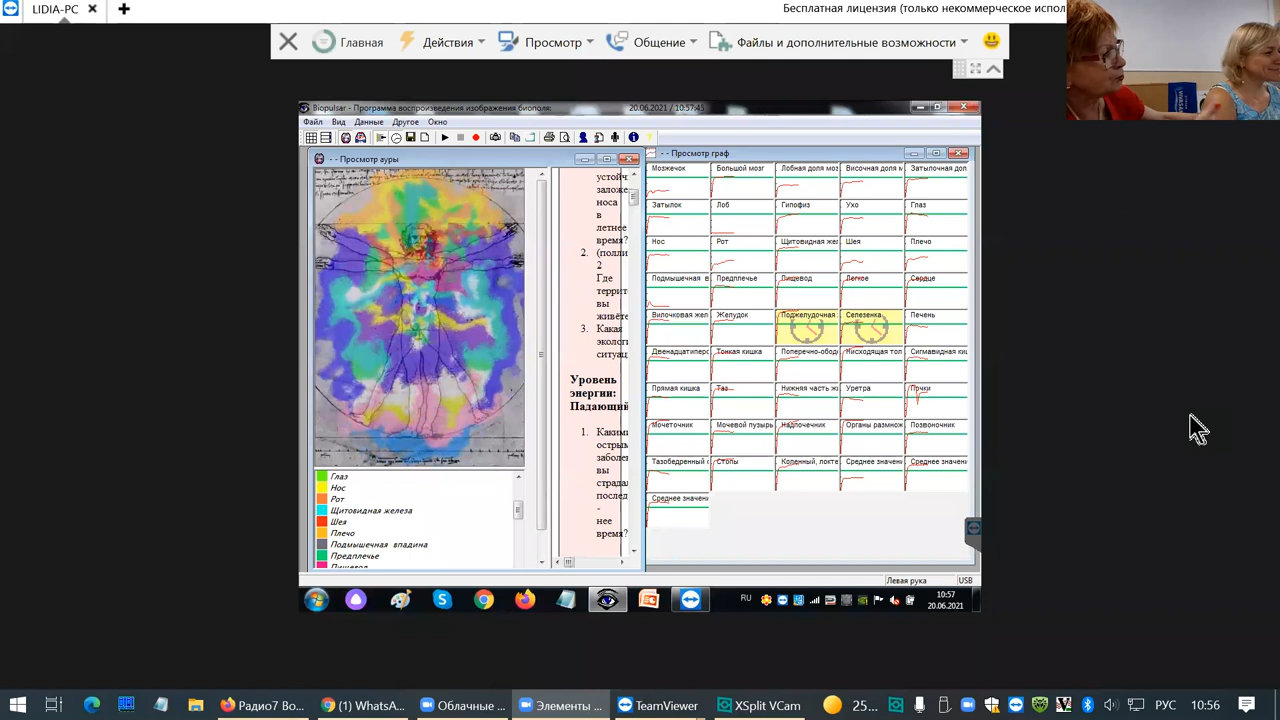 LIDIA-PC
Бесплатная лицензия (только некоммерческое испол
Главная
Действия
Просмотр
Общение
Файлы и дополнительные возможности
Biopulsar - Программа воспроизведения изображения биополя:
20.06.2021 / 10:57:43
Файл Вид Данные Другое Окно
- - Просмотр ауры
устойч
заложе
носа
в
летнее
время?
2. (полли
2
Где
террит
вы
живёте
3. Какая
экологи
ситуац
Уровень
энергии:
Падающий
1. Какими
острым
заболе
вы
страда
послед
-
нее
время?
Глаз
Нос
Рот
Щитовидная железа
Шея
Плечо
Подмышечная впадина
Предплечье
Пищевод
- - Просмотр граф
Мозжечок Большой мозг Лобная доля моз Височная доля м Затылочная дол
Затылок Лоб Гипофиз Ухо Глаз
Нос Рот Щитовидная жел Шея Плечо
Подмышечная в Предплечье Пищевод Легкое Сердце
Вилочковая жел Желудок Поджелудочная Селезенка Печень
Двенадцатиперс Тонкая кишка Поперечно-ободо Нисходящая тол Сигмавидная ки
Прямая кишка Таз Нижняя часть ж Уретра Почки
Мочеточник Мочевой пузырь Надпочечник Органы размнож Позвоночник
Тазобедренный с Стопы Коленный, локте Среднее значени Среднее значени
Среднее значени
Левая рука
USB
RU
10:57
20.06.2021
Радио7 Во...
(1) WhatsA...
Облачные ...
Элементы ...
TeamViewer
XSplit VCam
25...
РУС
10:56